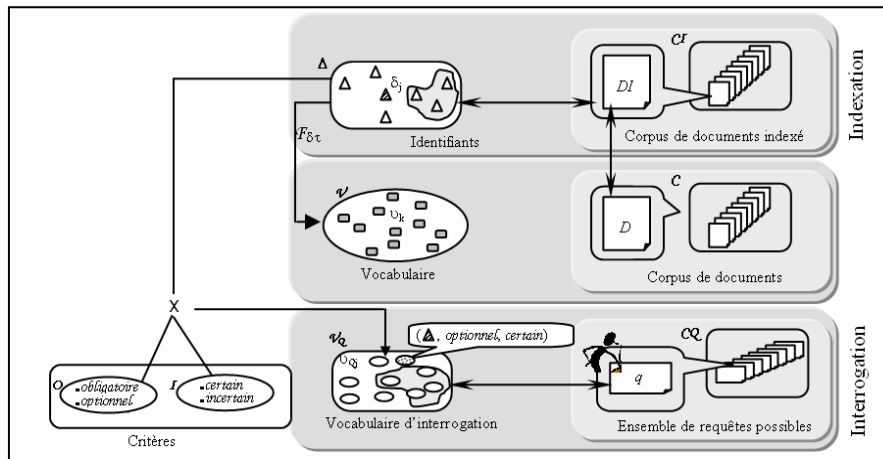 CI
Δ
δj
DI
Indexation
Identifiants
Corpus de documents indexé
Fδτ
V
C
υk
D
Vocabulaire
Corpus de documents
X
VQ
(▲, optionnel, certain)
CQ
υQj
O
obligatoire
optionnel
I
certain
incertain
q
Critères
Vocabulaire d'interrogation
Ensemble de requêtes possibles
Interrogation